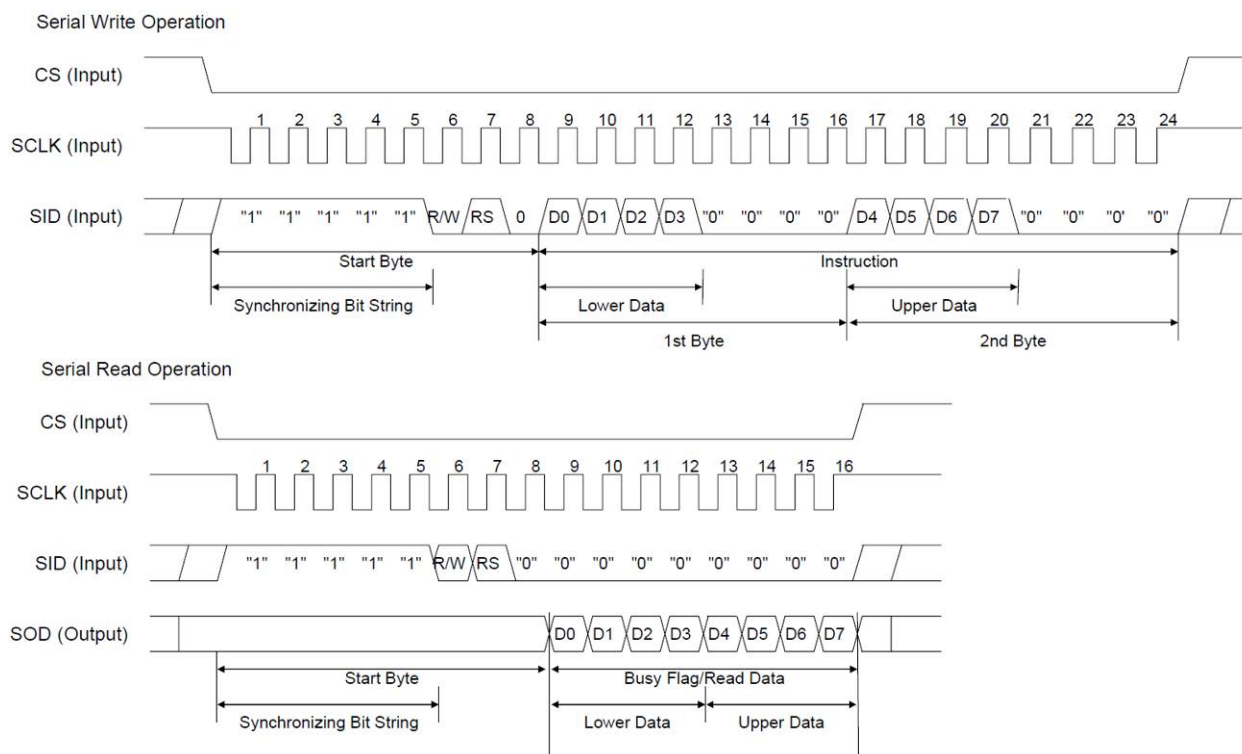 Serial Write Operation
CS (Input)
1 2 3 4 5 6 7 8 9 10 11 12 13 14 15 16 17 18 19 20 21 22 23 24
SCLK (Input)
SID (Input) "1" "1" "1" "1" "1" R/W RS 0 D0 D1 D2 D3 "0" "0" "0" "0" D4 D5 D6 D7 "0" "0" "0" "0"
Start Byte Instruction
Synchronizing Bit String Lower Data Upper Data
1st Byte 2nd Byte
Serial Read Operation
CS (Input)
1 2 3 4 5 6 7 8 9 10 11 12 13 14 15 16
SCLK (Input)
SID (Input) "1" "1" "1" "1" "1" R/W RS "0" "0" "0" "0" "0" "0" "0" "0" "0"
SOD (Output) D0 D1 D2 D3 D4 D5 D6 D7
Start Byte Busy Flag/Read Data
Synchronizing Bit String Lower Data Upper Data